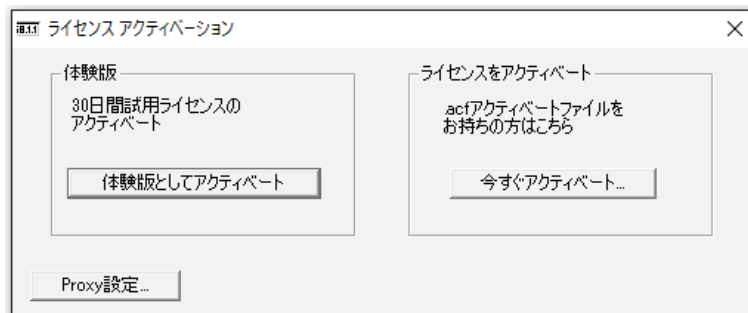 ライセンス アクティベーション
体験版
30日間試用ライセンスの
アクティベート
体験版としてアクティベート
ライセンスをアクティベート
.acfアクティベートファイルを
お持ちの方はこちら
今すぐアクティベート...
Proxy設定...